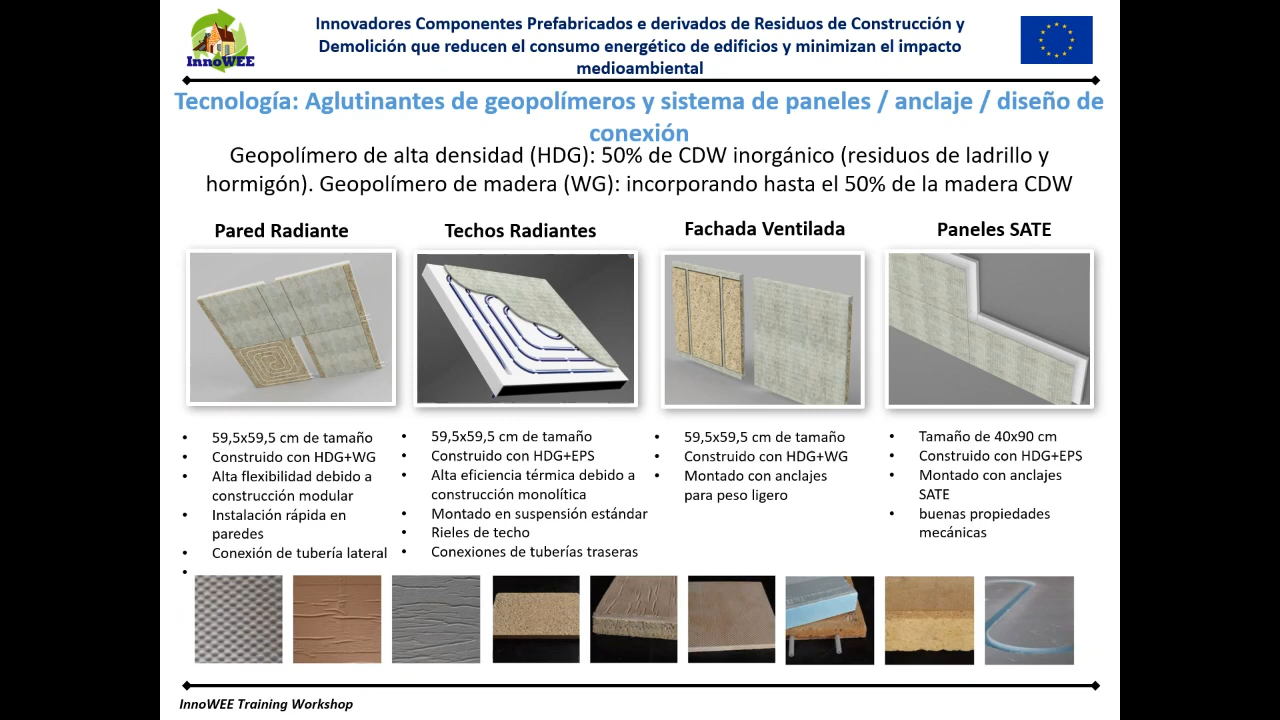 InnoWEE
Innovadores Componentes Prefabricados e derivados de Residuos de Construcción y
Demolición que reducen el consumo energético de edificios y minimizan el impacto
medioambiental
Tecnología: Aglutinantes de geopolímeros y sistema de paneles / anclaje / diseño de
conexión
Geopolímero de alta densidad (HDG): 50% de CDW inorgánico (residuos de ladrillo y
hormigón). Geopolímero de madera (WG): incorporando hasta el 50% de la madera CDW
Pared Radiante
• 59,5x59,5 cm de tamaño
• Construido con HDG+WG
• Alta flexibilidad debido a
construcción modular
• Instalación rápida en
paredes
• Conexión de tubería lateral
•
Techos Radiantes
• 59,5x59,5 cm de tamaño
• Construido con HDG+EPS
• Alta eficiencia térmica debido a
construcción monolítica
• Montado en suspensión estándar
• Rieles de techo
• Conexiones de tuberías traseras
Fachada Ventilada
• 59,5x59,5 cm de tamaño
• Construido con HDG+WG
• Montado con anclajes
para peso ligero
Paneles SATE
• Tamaño de 40x90 cm
• Construido con HDG+EPS
• Montado con anclajes
SATE
• buenas propiedades
mecánicas
InnoWEE Training Workshop